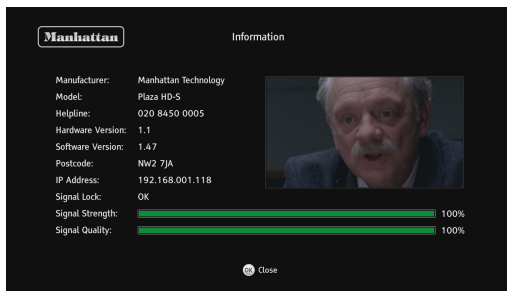 Manhattan
Information
Manufacturer: Manhattan Technology
Model: Plaza HD-S
Helpline: 020 8450 0005
Hardware Version: 1.1
Software Version: 1.47
Postcode: NW2 7JA
IP Address: 192.168.001.118
Signal Lock: OK
Signal Strength: 100%
Signal Quality: 100%
OK Close